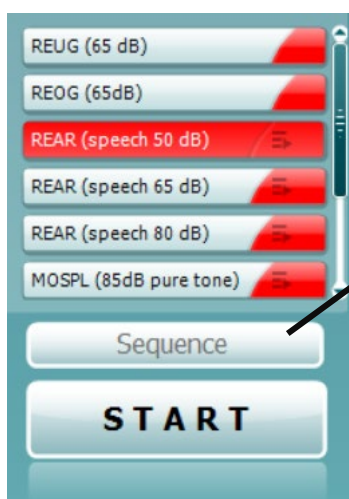 REUG (65 dB)
REOG (65dB)
REAR (speech 50 dB)
REAR (speech 65 dB)
REAR (speech 80 dB)
MOSPL (85dB pure tone)
Sequence
START